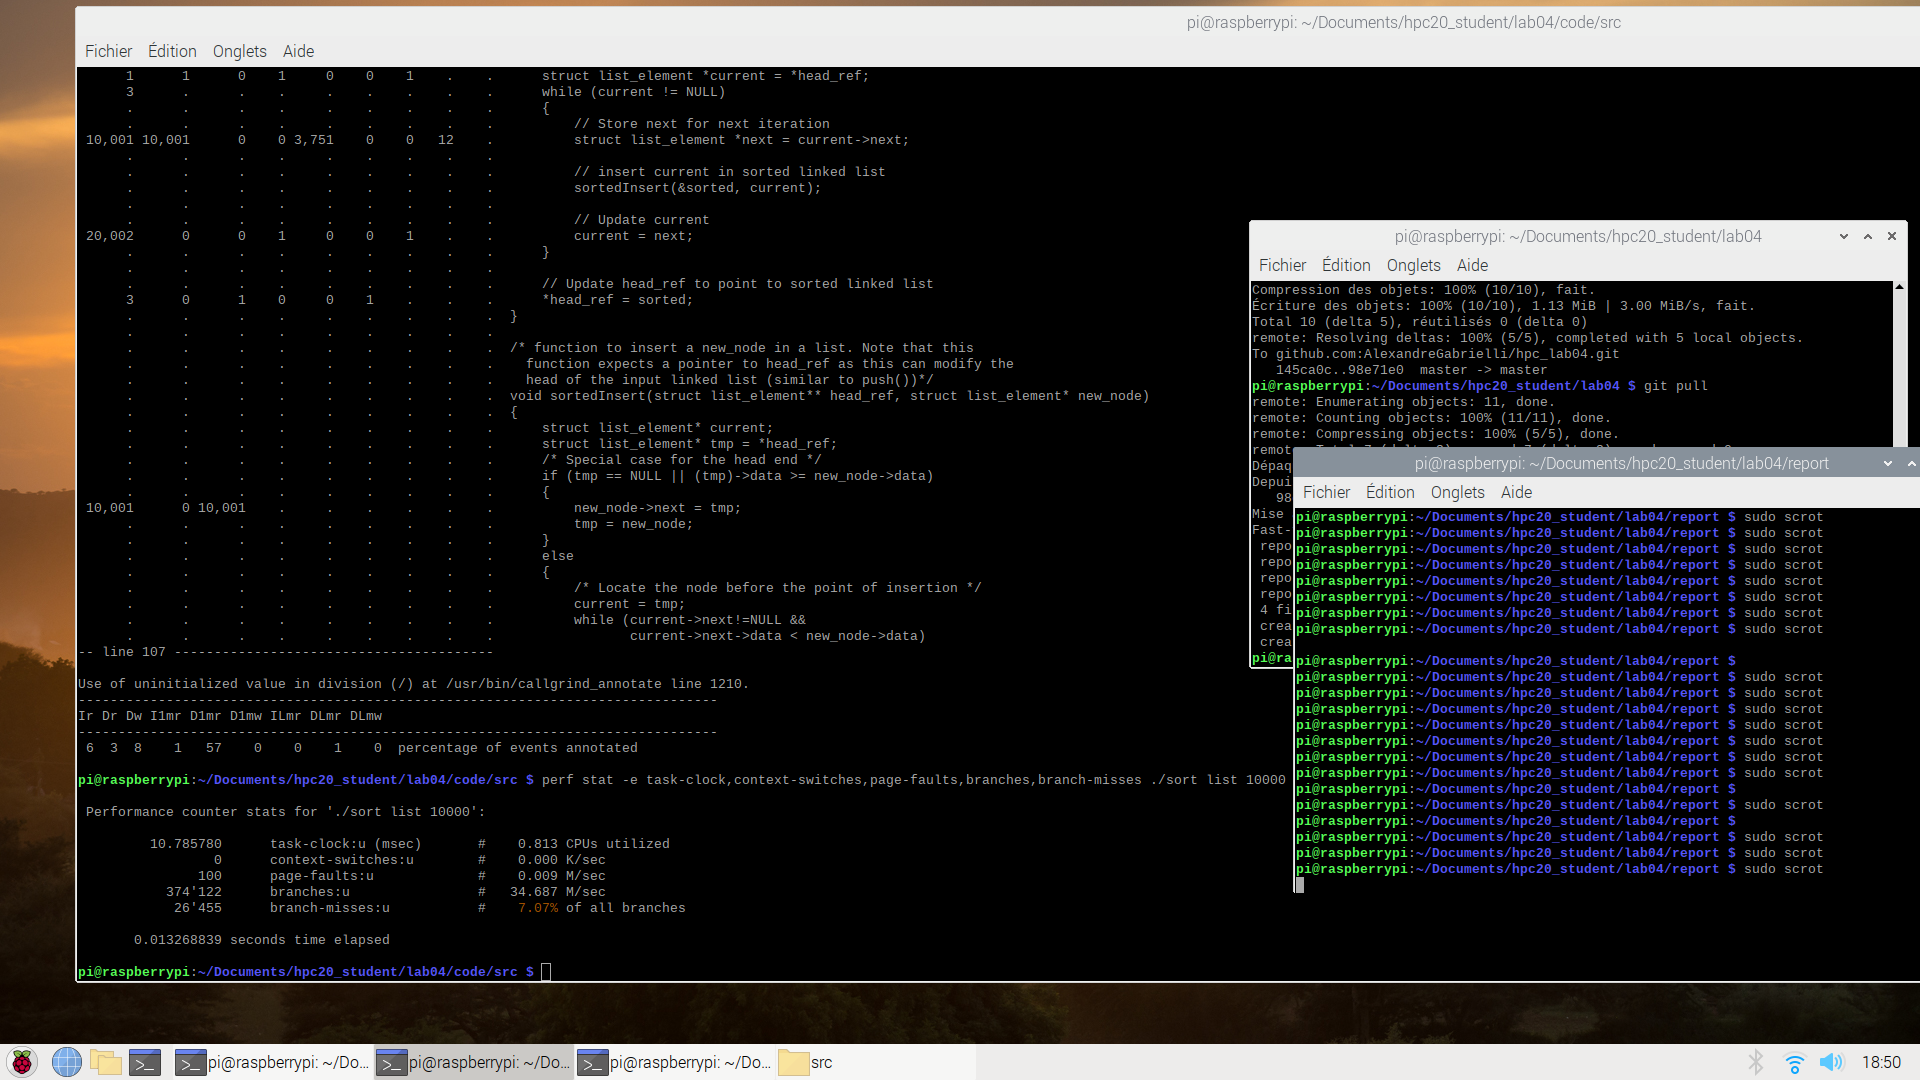 pi@raspberrypi: ~/Documents/hpc20_student/lab04/code/src
Fichier Édition Onglets Aide
1 1 0 1 0 0 1 . . struct list_element *current = *head_ref;
3 . . . . . . . . while (current != NULL)
. . . . . . . . . {
. . . . . . . . . // Store next for next iteration
10,001 10,001 0 0 3,751 0 0 12 . struct list_element *next = current->next;
. . . . . . . . .
. . . . . . . . . // insert current in sorted linked list
. . . . . . . . . sortedInsert(&sorted, current);
. . . . . . . . .
. . . . . . . . . // Update current
20,002 0 0 1 0 0 1 . . current = next;
. . . . . . . . . }
. . . . . . . . .
. . . . . . . . . // Update head_ref to point to sorted linked list
3 0 1 0 0 1 . . . *head_ref = sorted;
. . . . . . . . . }
. . . . . . . . .
. . . . . . . . . /* function to insert a new_node in a list. Note that this
. . . . . . . . . function expects a pointer to head_ref as this can modify the
. . . . . . . . . head of the input linked list (similar to push())*/
. . . . . . . . . void sortedInsert(struct list_element** head_ref, struct list_element* new_node)
. . . . . . . . . {
. . . . . . . . . struct list_element* current;
. . . . . . . . . struct list_element* tmp = *head_ref;
. . . . . . . . . /* Special case for the head end */
. . . . . . . . . if (tmp == NULL || (tmp)->data >= new_node->data)
. . . . . . . . . {
10,001 0 10,001 . . . . . . new_node->next = tmp;
. . . . . . . . . tmp = new_node;
. . . . . . . . . }
. . . . . . . . . else
. . . . . . . . . {
. . . . . . . . . /* Locate the node before the point of insertion */
. . . . . . . . . current = tmp;
. . . . . . . . . while (current->next!=NULL &&
. . . . . . . . . current->next->data < new_node->data)
-- line 107 ----------------------------------------
Use of uninitialized value in division (/) at /usr/bin/callgrind_annotate line 1210.
--------------------------------------------------------------------------------
Ir Dr Dw I1mr D1mr D1mw ILmr DLmr DLmw
--------------------------------------------------------------------------------
6 3 8 1 57 0 0 1 0 percentage of events annotated
pi@raspberrypi:~/Documents/hpc20_student/lab04/code/src $ perf stat -e task-clock,context-switches,page-faults,branches,branch-misses ./sort list 10000
Performance counter stats for './sort list 10000':
10.785780 task-clock:u (msec) # 0.813 CPUs utilized
0 context-switches:u # 0.000 K/sec
100 page-faults:u # 0.009 M/sec
374'122 branches:u # 34.687 M/sec
26'455 branch-misses:u # 7.07% of all branches
0.013268839 seconds time elapsed
pi@raspberrypi:~/Documents/hpc20_student/lab04/code/src $
pi@raspberrypi: ~/Documents/hpc20_student/lab04
Fichier Édition Onglets Aide
Compression des objets: 100% (10/10), fait.
Écriture des objets: 100% (10/10), 1.13 MiB | 3.00 MiB/s, fait.
Total 10 (delta 5), réutilisés 0 (delta 0)
remote: Resolving deltas: 100% (5/5), completed with 5 local objects.
To github.com:AlexandreGabrielli/hpc_lab04.git
145ca0c..98e71e0 master -> master
pi@raspberrypi:~/Documents/hpc20_student/lab04 $ git pull
remote: Enumerating objects: 11, done.
remote: Counting objects: 100% (11/11), done.
remote: Compressing objects: 100% (5/5), done.
remot
Dépaq
Depui
98
Mise
Fast-
repo
repo
repo
repo
4 fi
crea
crea
pi@ra
pi@raspberrypi: ~/Documents/hpc20_student/lab04/report
Fichier Édition Onglets Aide
pi@raspberrypi:~/Documents/hpc20_student/lab04/report $ sudo scrot
pi@raspberrypi:~/Documents/hpc20_student/lab04/report $ sudo scrot
pi@raspberrypi:~/Documents/hpc20_student/lab04/report $ sudo scrot
pi@raspberrypi:~/Documents/hpc20_student/lab04/report $ sudo scrot
pi@raspberrypi:~/Documents/hpc20_student/lab04/report $ sudo scrot
pi@raspberrypi:~/Documents/hpc20_student/lab04/report $ sudo scrot
pi@raspberrypi:~/Documents/hpc20_student/lab04/report $ sudo scrot
pi@raspberrypi:~/Documents/hpc20_student/lab04/report $ sudo scrot
pi@raspberrypi:~/Documents/hpc20_student/lab04/report $
pi@raspberrypi:~/Documents/hpc20_student/lab04/report $ sudo scrot
pi@raspberrypi:~/Documents/hpc20_student/lab04/report $ sudo scrot
pi@raspberrypi:~/Documents/hpc20_student/lab04/report $ sudo scrot
pi@raspberrypi:~/Documents/hpc20_student/lab04/report $ sudo scrot
pi@raspberrypi:~/Documents/hpc20_student/lab04/report $ sudo scrot
pi@raspberrypi:~/Documents/hpc20_student/lab04/report $ sudo scrot
pi@raspberrypi:~/Documents/hpc20_student/lab04/report $ sudo scrot
pi@raspberrypi:~/Documents/hpc20_student/lab04/report $
pi@raspberrypi:~/Documents/hpc20_student/lab04/report $ sudo scrot
pi@raspberrypi:~/Documents/hpc20_student/lab04/report $
pi@raspberrypi:~/Documents/hpc20_student/lab04/report $ sudo scrot
pi@raspberrypi:~/Documents/hpc20_student/lab04/report $ sudo scrot
pi@raspberrypi:~/Documents/hpc20_student/lab04/report $ sudo scrot
pi@raspberrypi: ~/Do... pi@raspberrypi: ~/Do... pi@raspberrypi: ~/Do... src 18:50